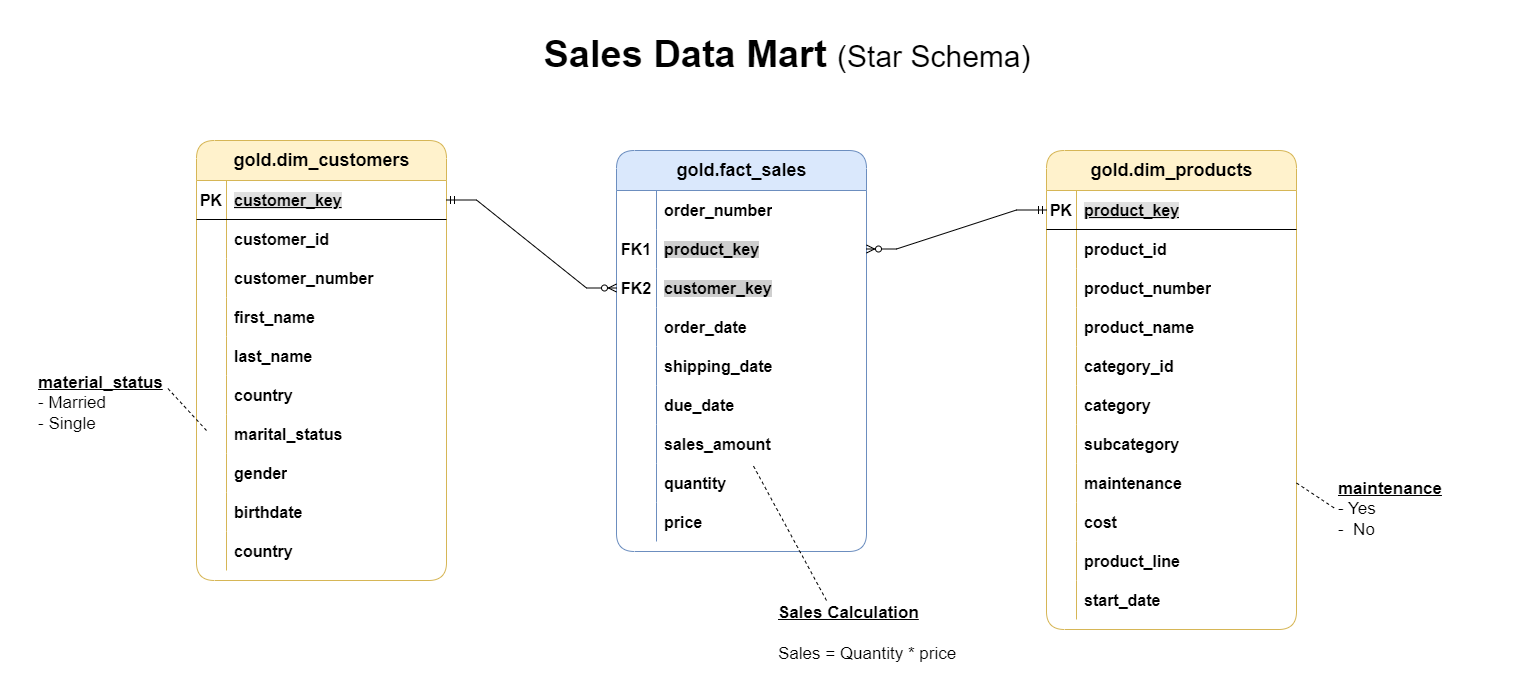 Sales Data Mart (Star Schema)
gold.dim_customers
PK customer_key
customer_id
customer_number
first_name
last_name
country
marital_status
gender
birthdate
country
material_status
- Married
- Single
gold.fact_sales
order_number
FK1 product_key
FK2 customer_key
order_date
shipping_date
due_date
sales_amount
quantity
price
Sales Calculation
Sales = Quantity * price
gold.dim_products
PK product_key
product_id
product_number
product_name
category_id
category
subcategory
maintenance
cost
product_line
start_date
maintenance
- Yes
- No